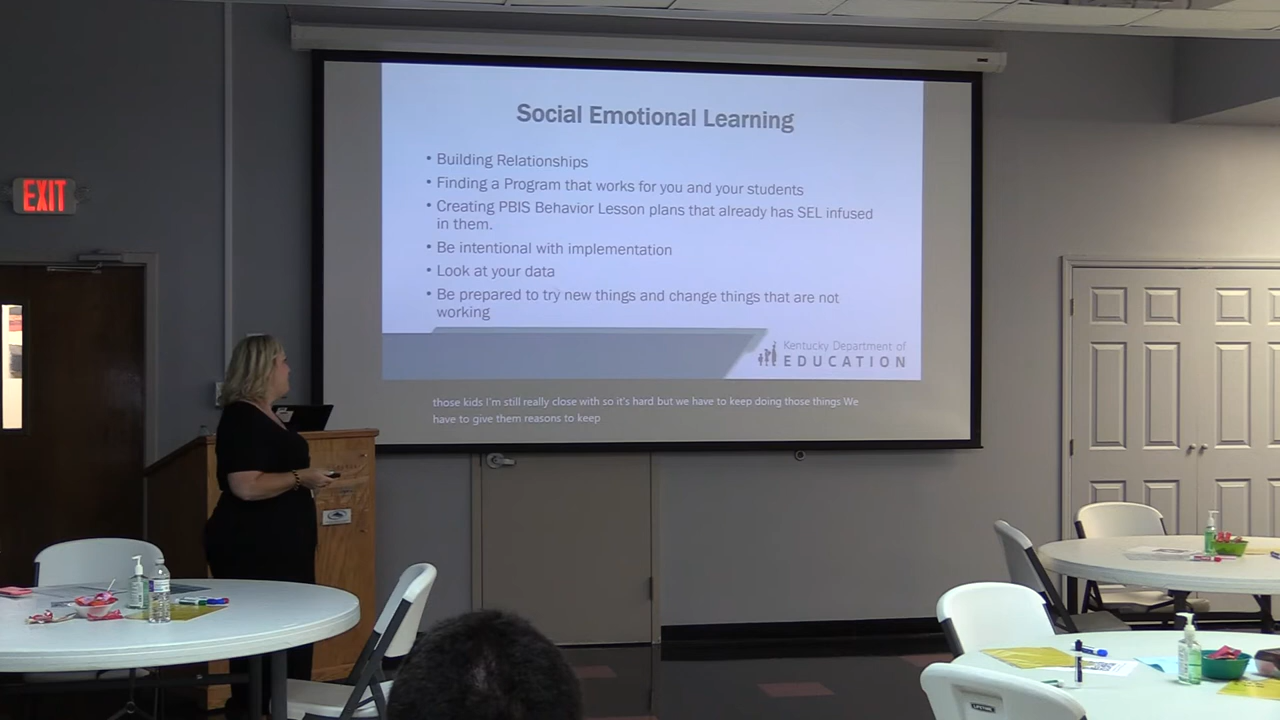 Social Emotional Learning
EXIT
• Building Relationships
• Finding a Program that works for you and your students
• Creating PBIS Behavior Lesson plans that already has SEL infused
in them.
• Be intentional with implementation
• Look at your data
• Be prepared to try new things and change things that are not
working
Kentucky Department of
EDUCATION
those kids I'm still really close with so it's hard but we have to keep doing those things We
have to give them reasons to keep
LIFETIME